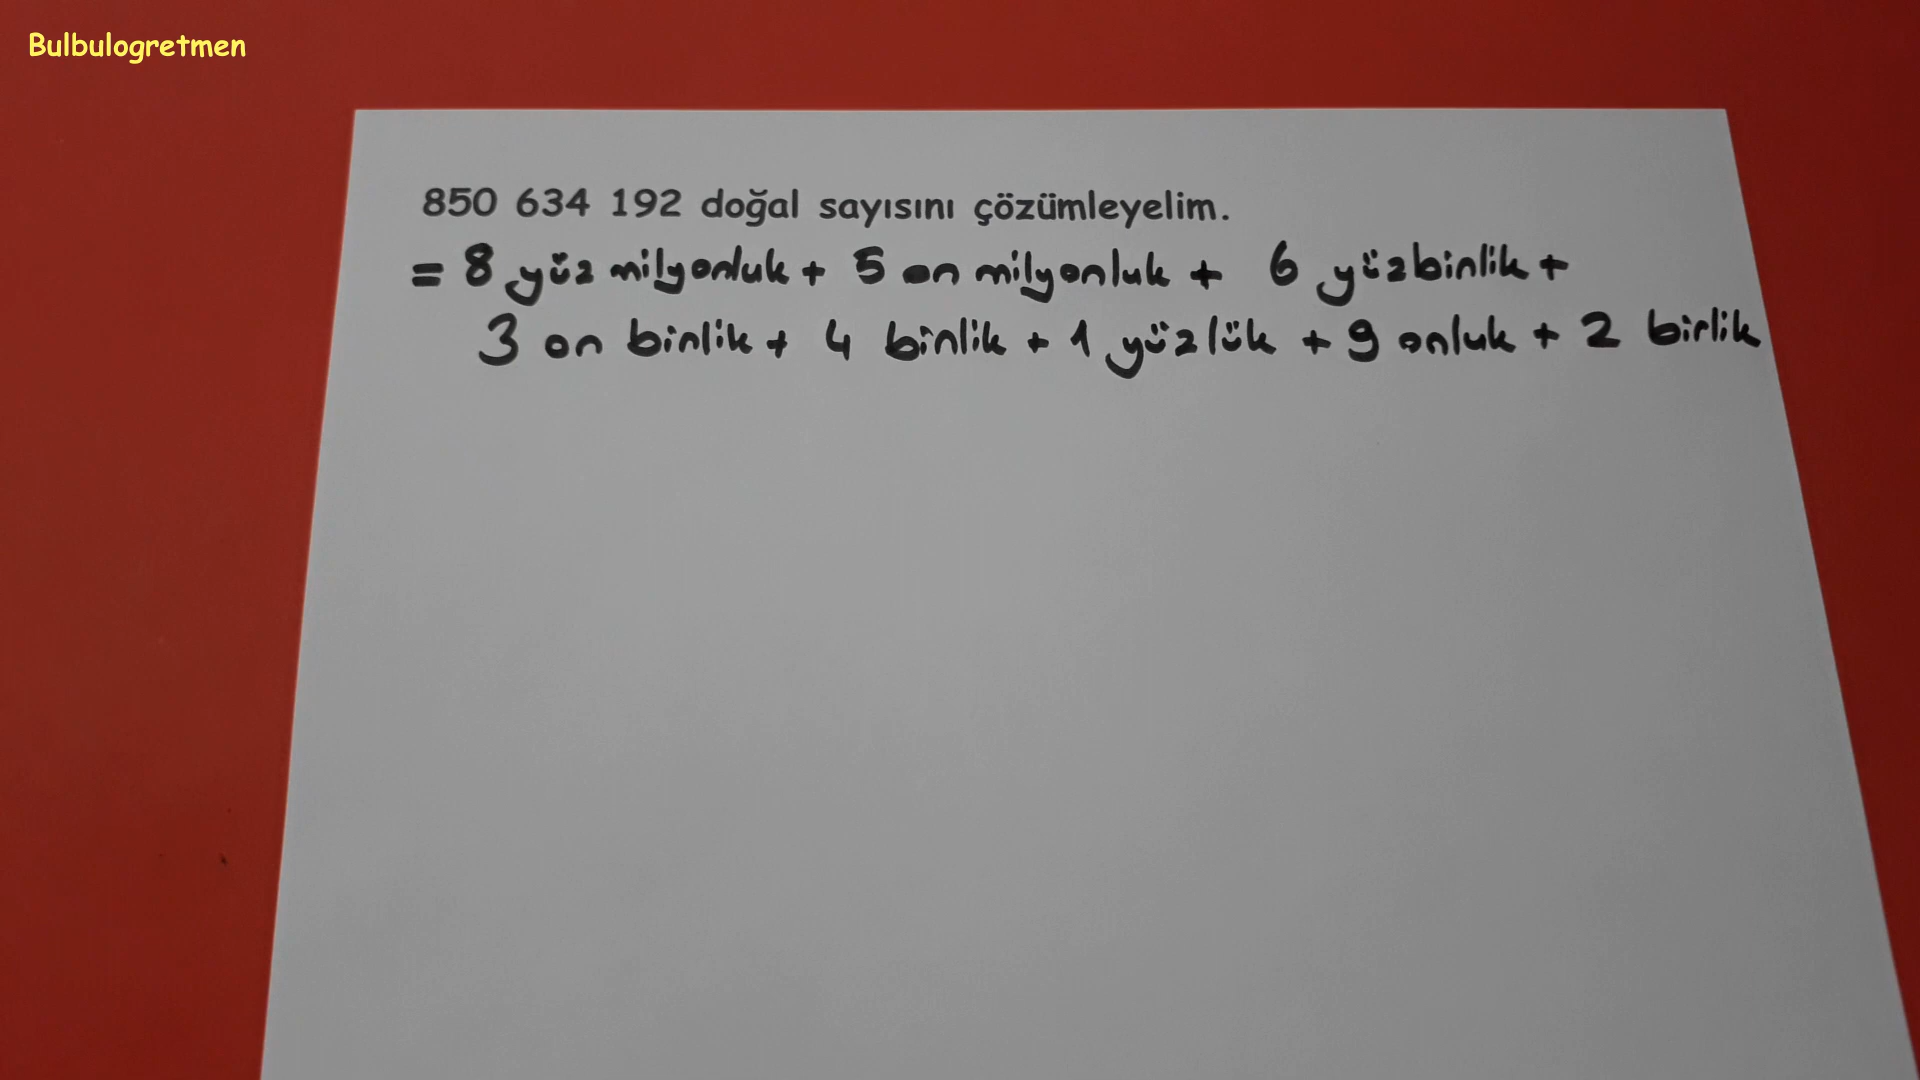 Bulbulogretmen
850 634 192 doğal sayısını çözümleyelim.
= 8 yüz milyonluk + 5 on milyonluk + 6 yüzbinlik +
3 on binlik + 4 binlik + 1 yüzlük + 9 onluk + 2 birlik